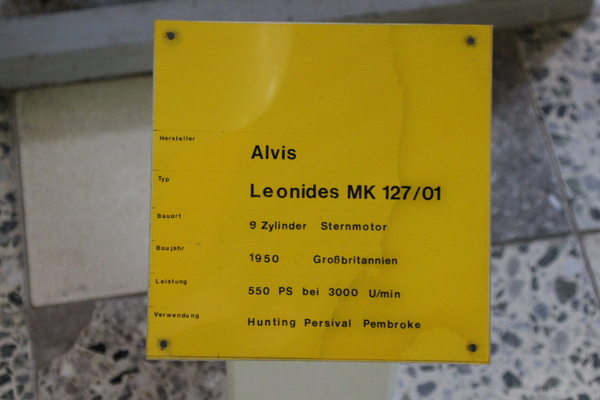 Hersteller
Alvis
Typ
Leonides MK 127/01
Bauart
9 Zylinder Sternmotor
Baujahr
1950 Großbritannien
Leistung
550 PS bei 3000 U/min
Verwendung
Hunting Persival Pembroke